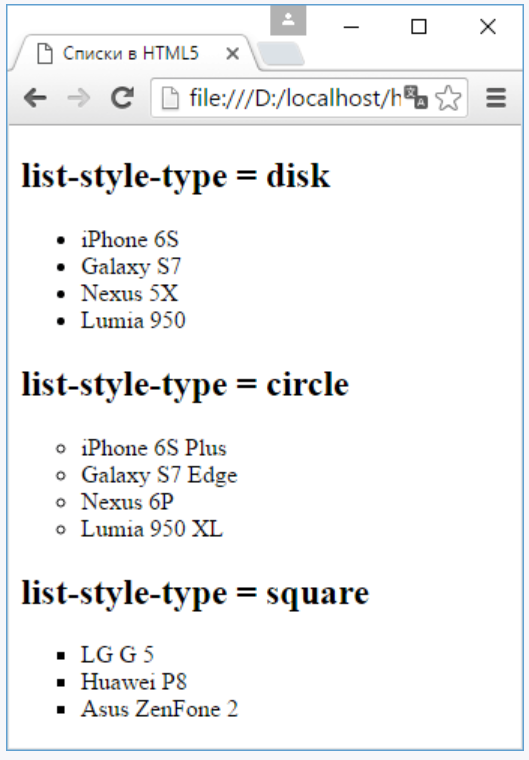 Списки в HTML5
file:///D:/localhost/h
list-style-type = disk
iPhone 6S
Galaxy S7
Nexus 5X
Lumia 950
list-style-type = circle
iPhone 6S Plus
Galaxy S7 Edge
Nexus 6P
Lumia 950 XL
list-style-type = square
LG G 5
Huawei P8
Asus ZenFone 2